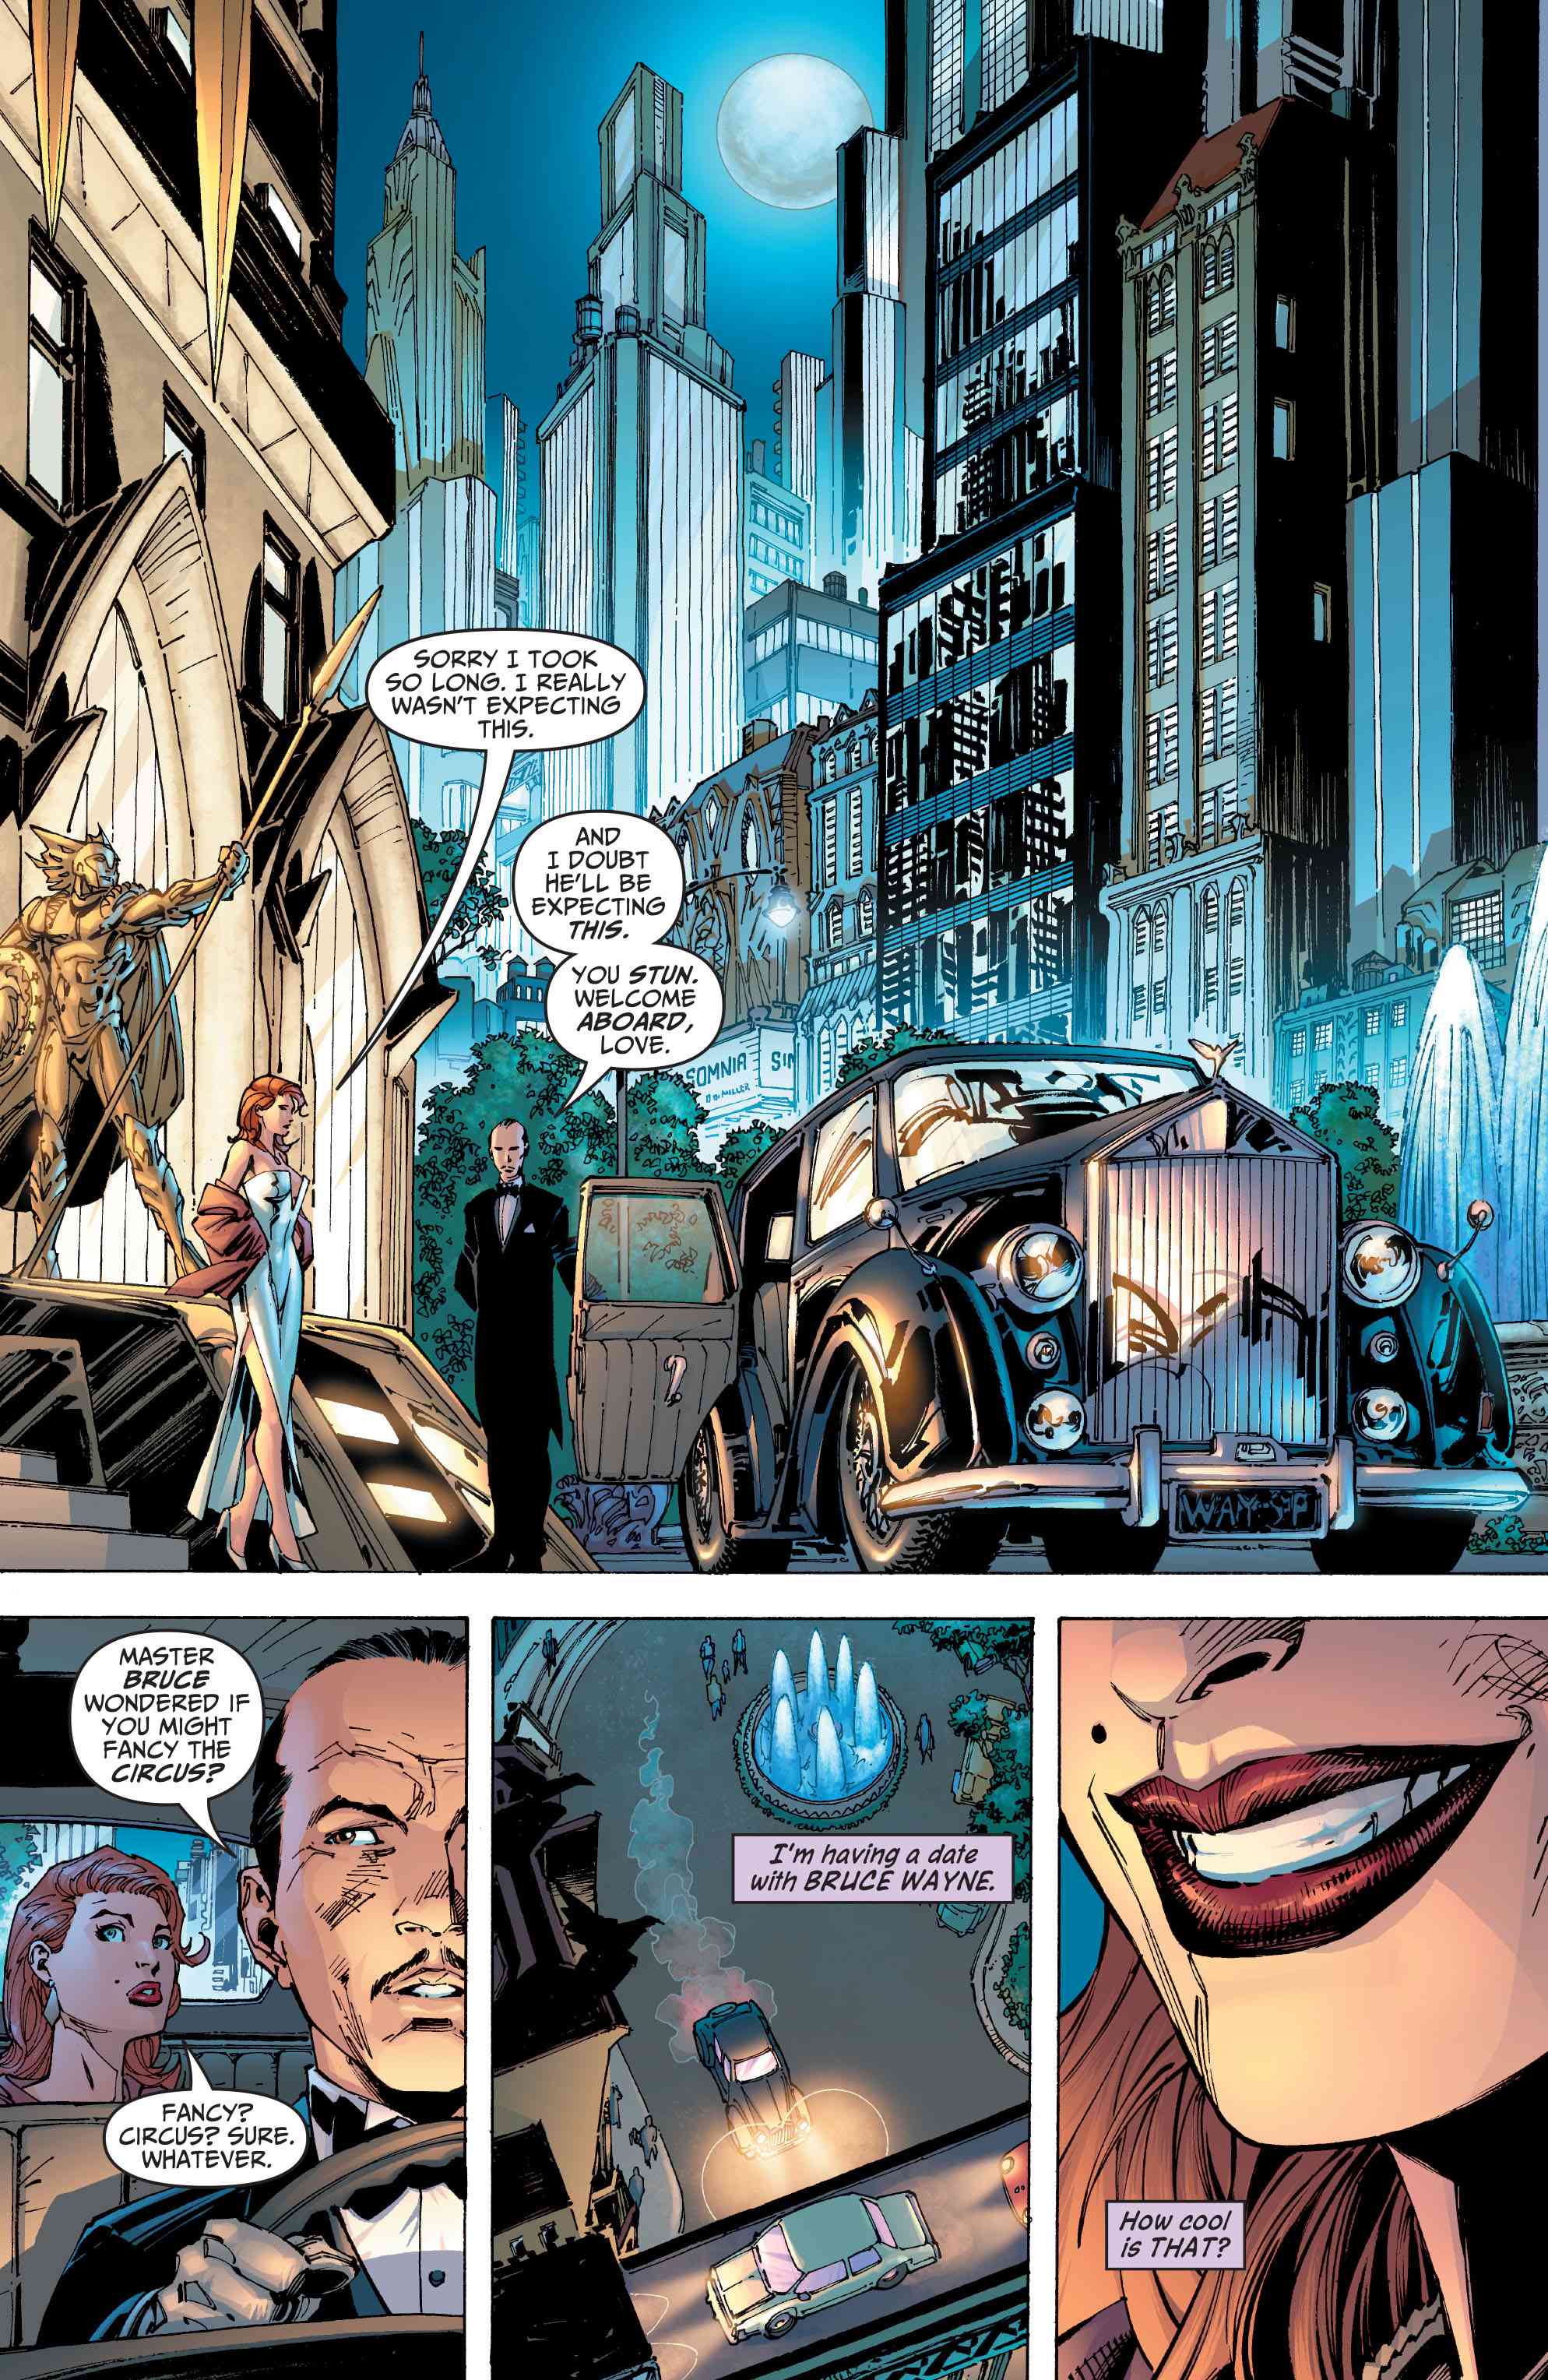 SORRY I TOOK
SO LONG. I REALLY
WASN'T EXPECTING
THIS.
AND
I DOUBT
HE'LL BE
EXPECTING
THIS.
YOU STUN.
WELCOME
ABOARD,
LOVE.
SOMNIA
SIN
MILLER
MASTER
BRUCE
WONDERED IF
YOU MIGHT
FANCY THE
CIRCUS?
FANCY?
CIRCUS? SURE.
WHATEVER.
I'm having a date
with BRUCE WAYNE.
How cool
is THAT?